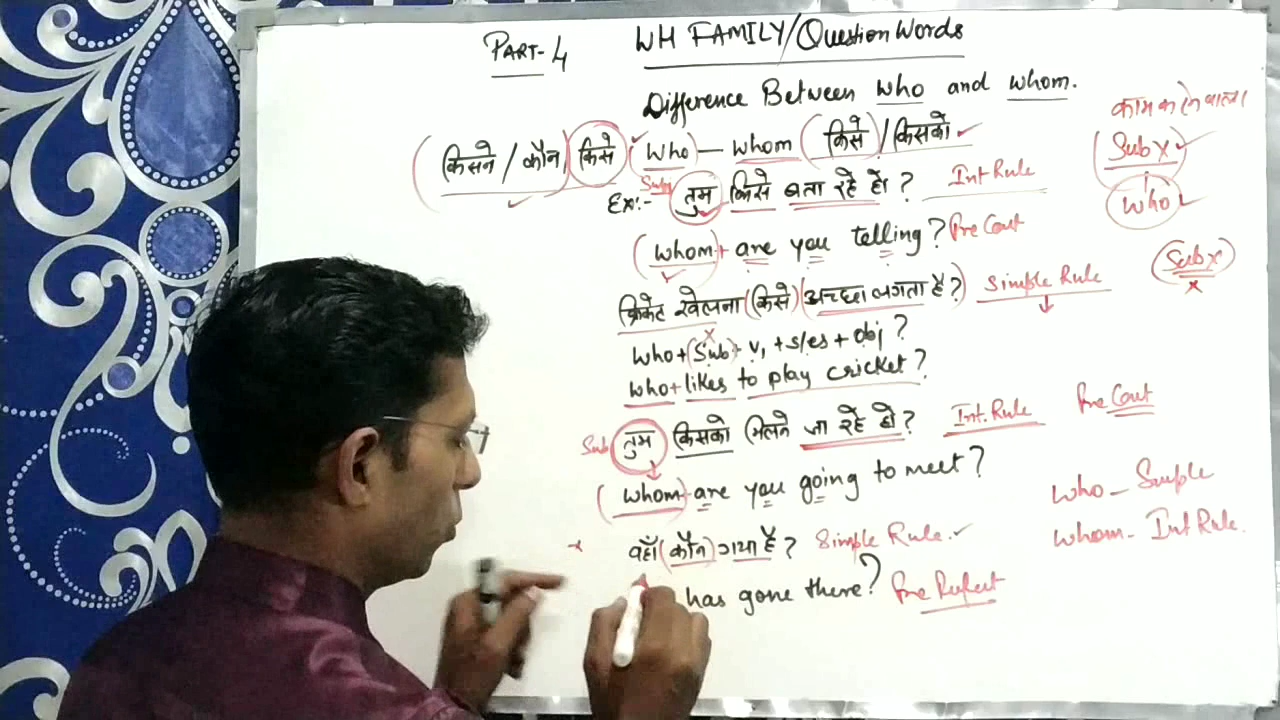 PART-4 WH FAMILY/Question Words
Difference Between who and whom.
काम करने वाला
(किसने / कौन) किसे (who) — whom (किसे) / किसको
Subx
Ex:- तुम किसे बता रहे हो ? Int Rule
Sub
who
(whom)+ are you telling? Pre Cont
Subx
x
क्रिकेट खेलना (किसे) (अच्छा लगता है ?) Simple Rule
who+(Sub)+ v, + s/es + obj ?
x
who+ likes to play cricket ?
Sub तुम किसको मिलने जा रहे हो ? Int. Rule Pre Cont
(whom)+ are you going to meet ?
who - Simple
वहाँ (कौन) गया है ? Simple Rule.
whom - Int Rule.
has gone there? Pre Perfect